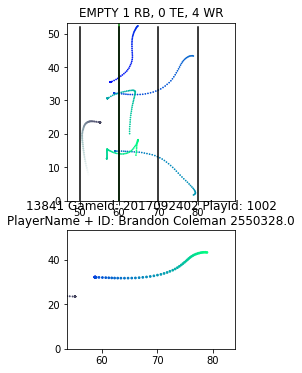 EMPTY 1 RB, 0 TE, 4 WR
50
40
30
20
10
0
50 60 70 80
13841 GameId: 2017092402 PlayId: 1002
PlayerName + ID: Brandon Coleman 2550328.0
40
20
0
60 70 80